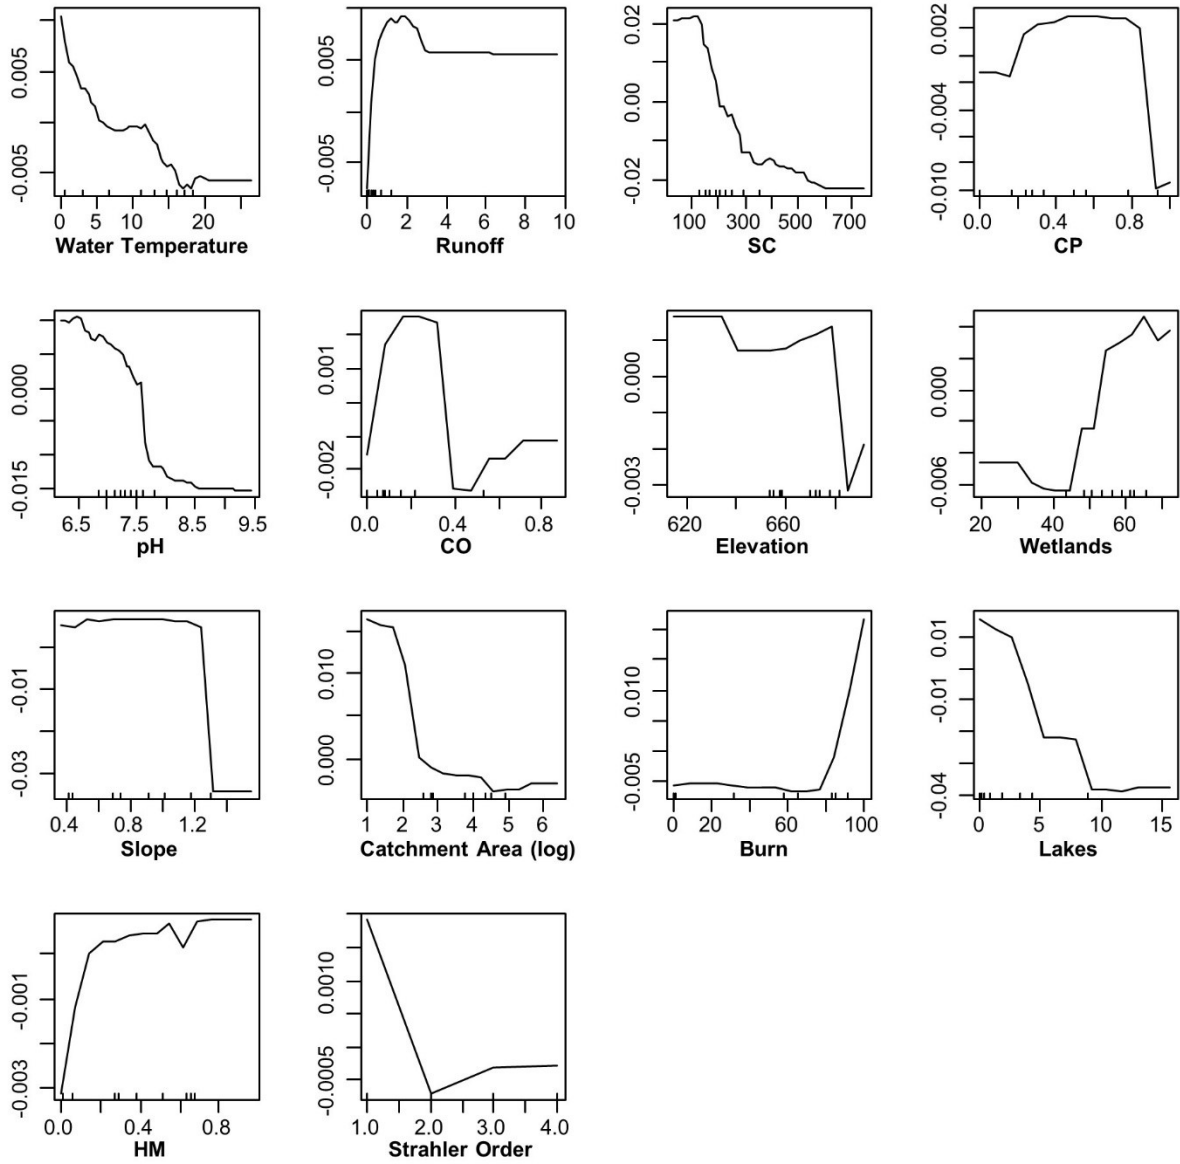 0.005
-0.005
0 5 10 20
Water Temperature
0.005
-0.005
0 2 4 6 8 10
Runoff
0.02
0.00
-0.02
100 300 500 700
SC
0.002
-0.004
-0.010
0.0 0.4 0.8
CP
0.000
-0.015
6.5 7.5 8.5 9.5
pH
0.001
-0.002
0.0 0.4 0.8
CO
0.000
-0.003
620 660
Elevation
0.000
-0.006
20 40 60
Wetlands
-0.01
-0.03
0.4 0.8 1.2
Slope
0.010
0.000
1 2 3 4 5 6
Catchment Area (log)
0.010
-0.005
0 20 60 100
Burn
0.01
-0.01
-0.04
0 5 10 15
Lakes
-0.001
-0.003
0.0 0.4 0.8
HM
0.0010
-0.0005
1.0 2.0 3.0 4.0
Strahler Order